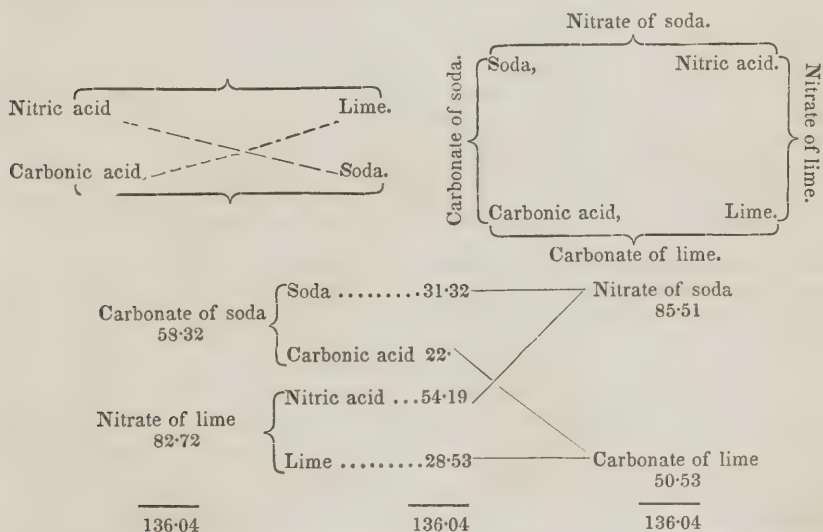 Nitric acid Lime.
Carbonic acid Soda.
Nitrate of soda.
Carbonate of soda.
Soda, Nitric acid.
Nitrate of lime.
Carbonic acid, Lime.
Carbonate of lime.
Carbonate of soda
58·32
Soda .........31·32
Carbonic acid 22·
Nitrate of lime
82·72
Nitric acid ...54·19
Lime .........28·53
Nitrate of soda
85·51
Carbonate of lime
50·53
136·04 136·04 136·04